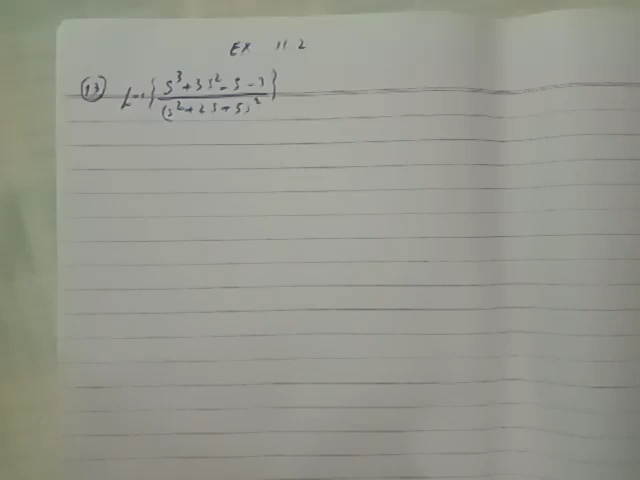 EX 11.2
(13) L⁻¹ { s³ + 3s² - s - 3 / (s² + 2s + 5)² }